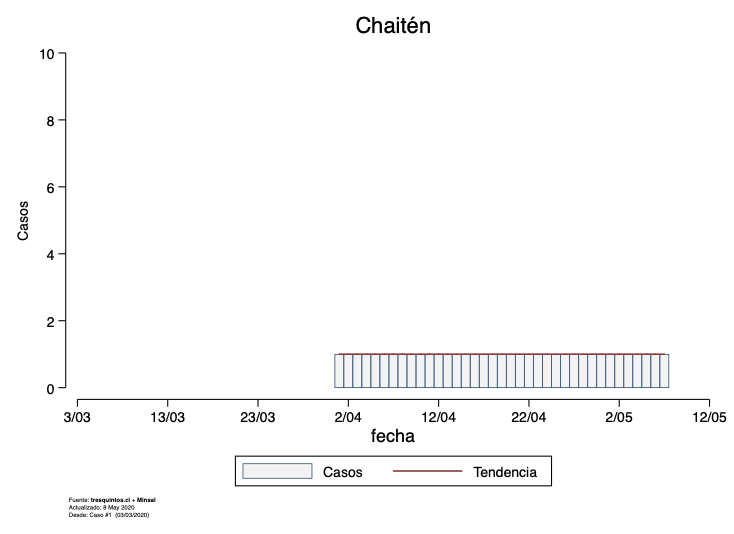 Chaitén
Casos
10
8
6
4
2
0
3/03 13/03 23/03 2/04 12/04 22/04 2/05 12/05
fecha
Casos Tendencia
Fuente: tresquintos.cl + Minsal
Actualizado: 8 May 2020
Desde: Caso #1 (03/03/2020)